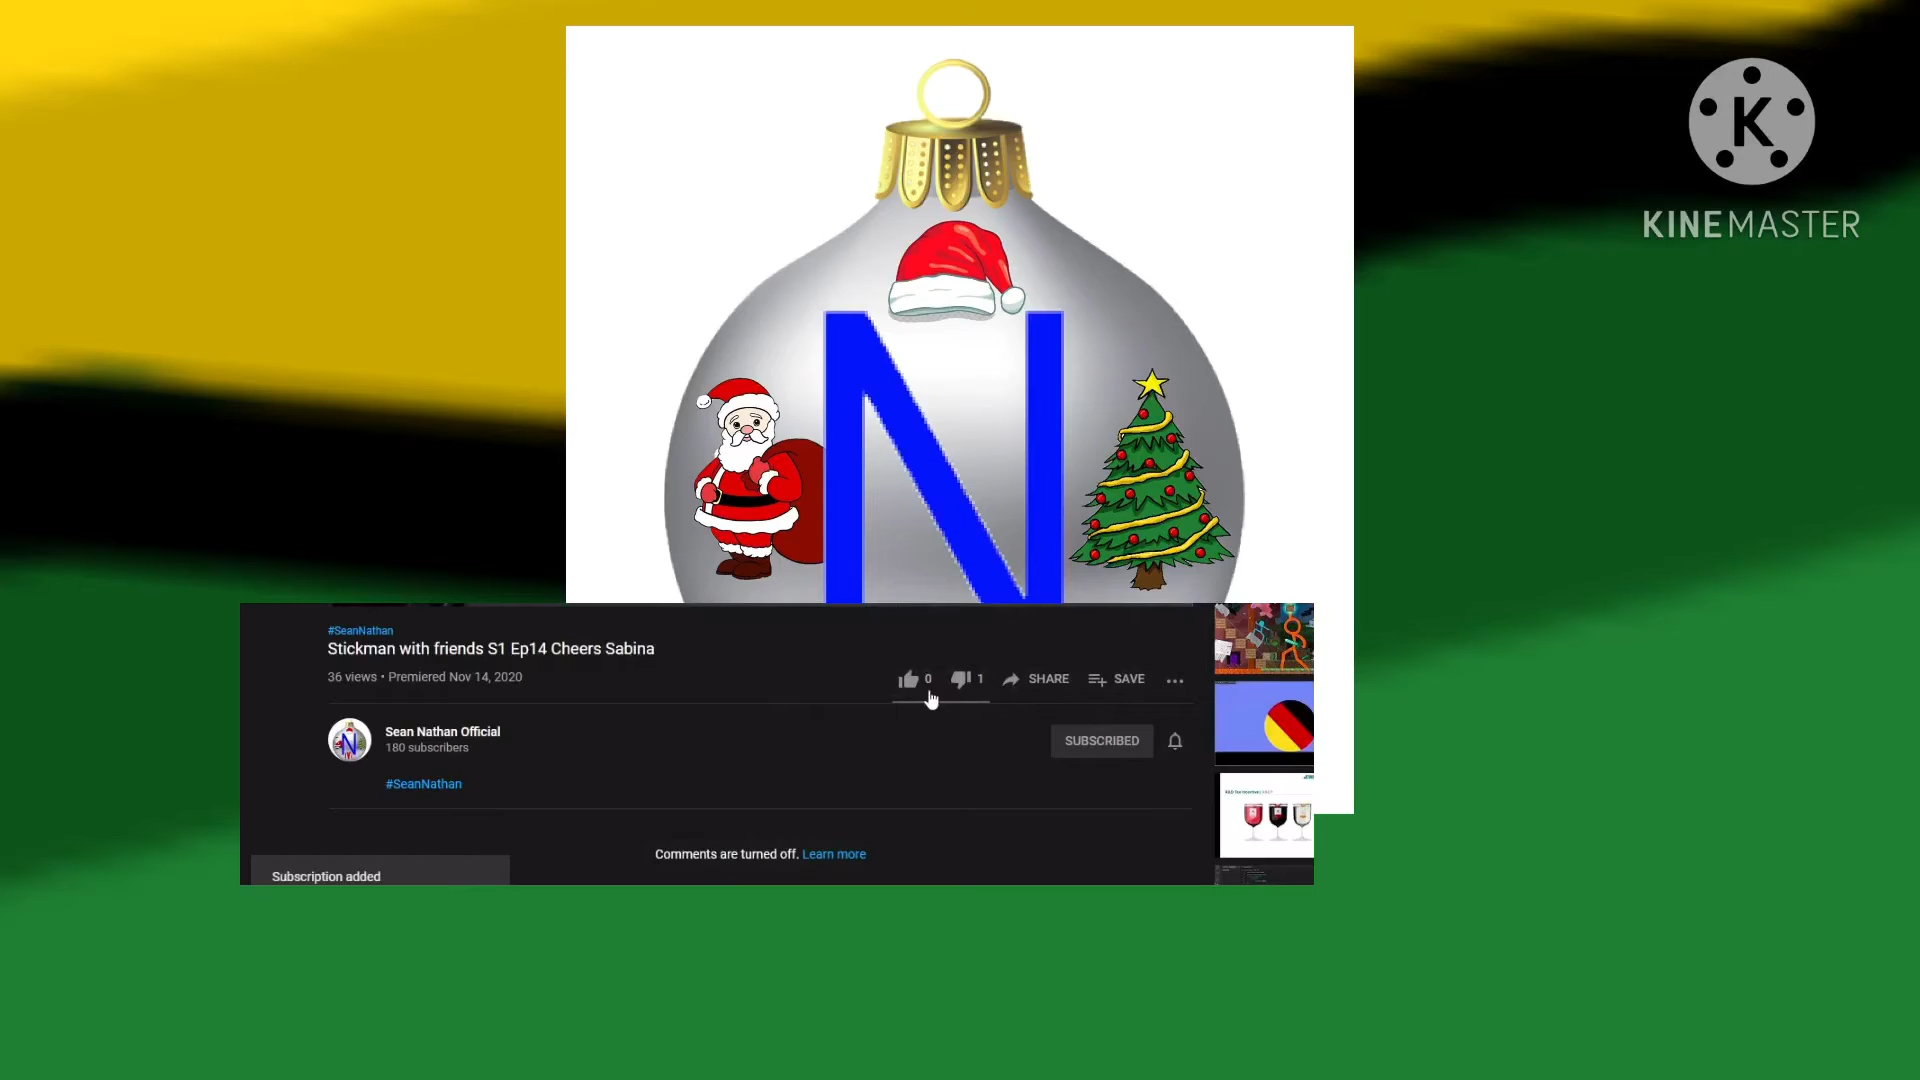 K
KINEMASTER
N
#SeanNathan
Stickman with friends S1 Ep14 Cheers Sabina
36 views • Premiered Nov 14, 2020
0
1
SHARE
SAVE
N
Sean Nathan Official
180 subscribers
SUBSCRIBED
#SeanNathan
Comments are turned off. Learn more
Subscription added